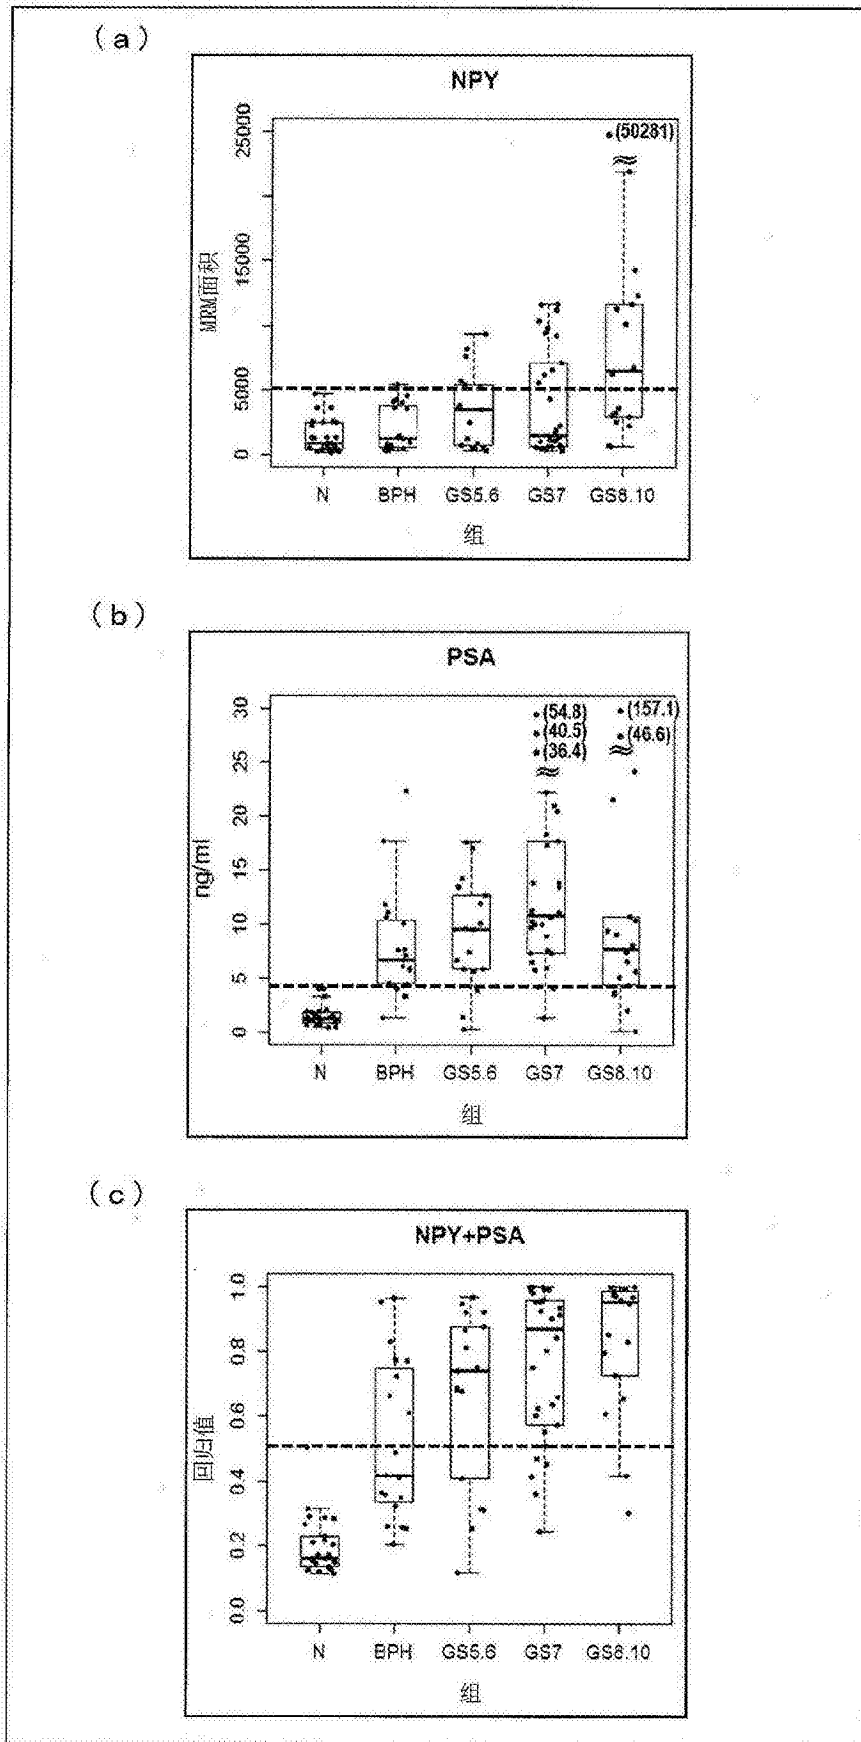 (a)
NPY
25000
(50281)
15000
MRM面积
5000
0
N BPH GS5.6 GS7 GS8.10
组
(b)
PSA
30
(54.8)
(157.1)
(40.5)
(46.6)
(36.4)
25
20
15
ng/ml
10
5
0
N BPH GS5.6 GS7 GS8.10
组
(c)
NPY+PSA
1.0
0.8
0.6
回归值
0.4
0.2
0.0
N BPH GS5.6 GS7 GS8.10
组